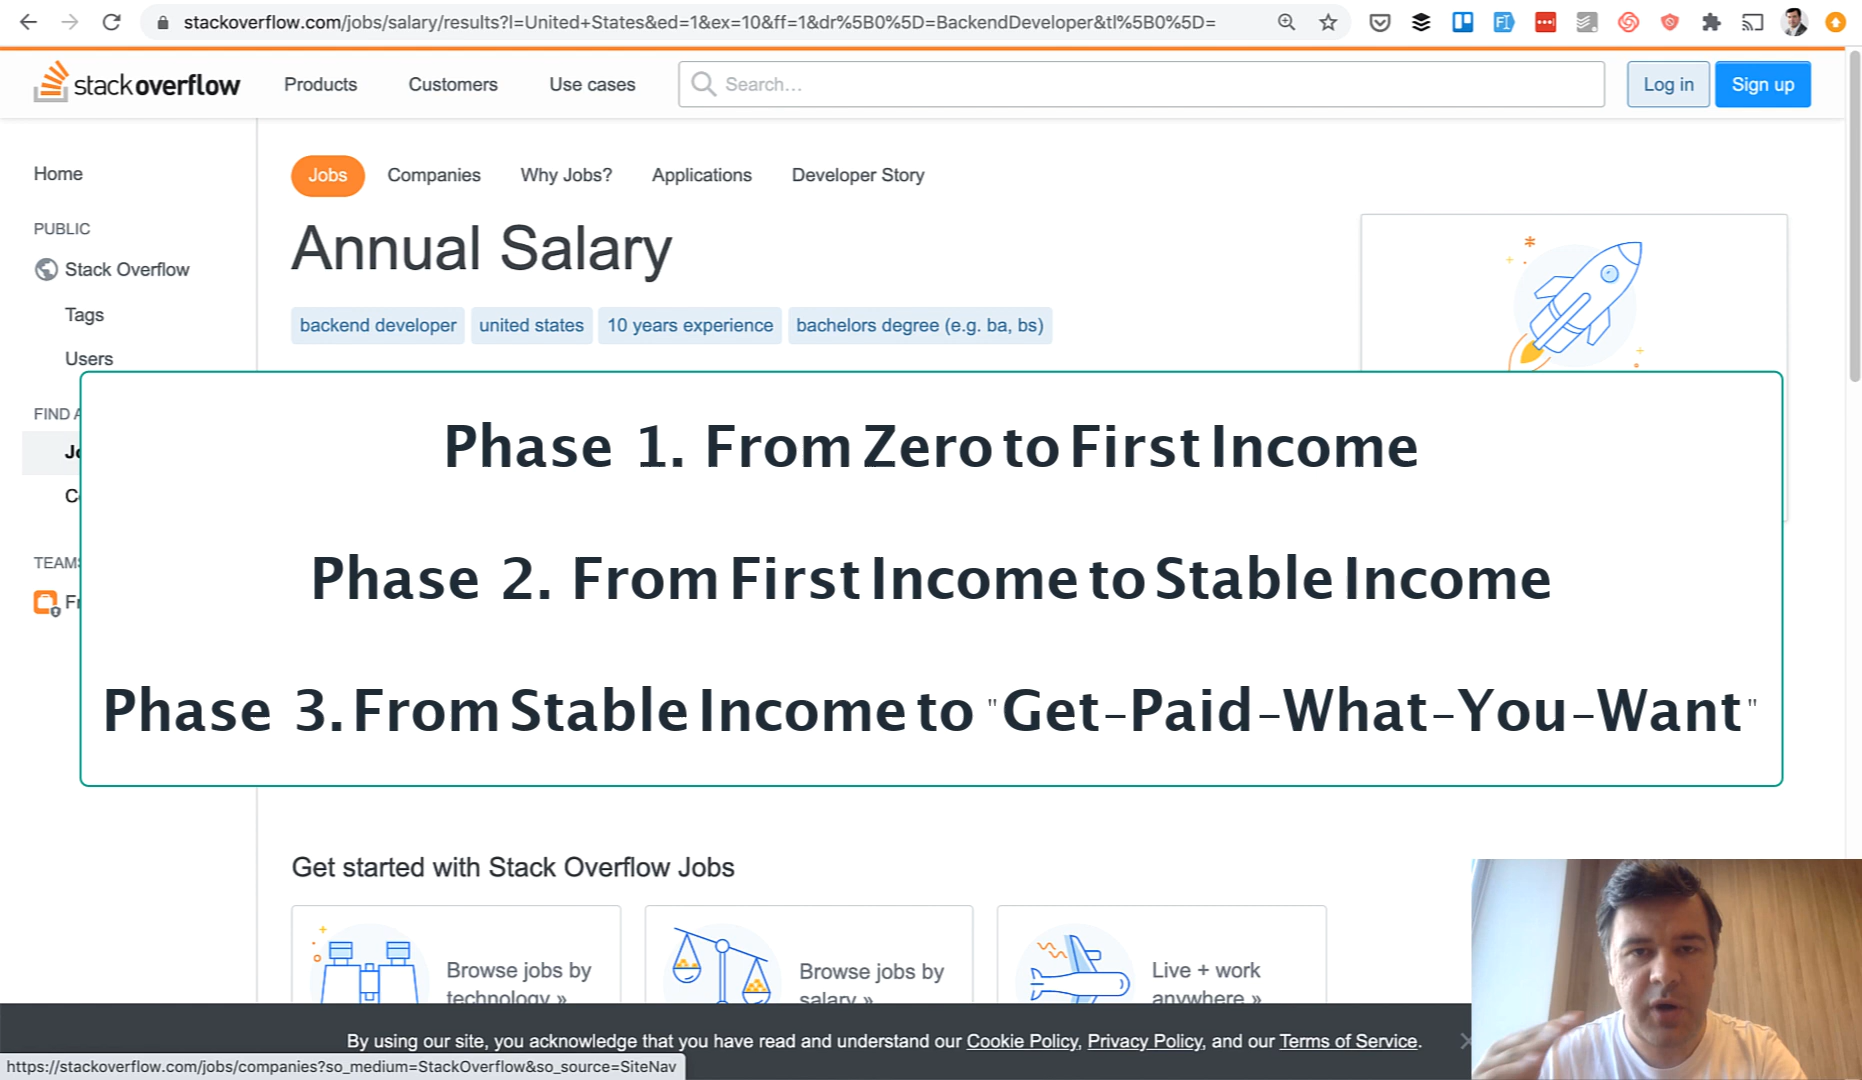 stackoverflow.com/jobs/salary/results?l=United+States&ed=1&ex=10&ff=1&dr%5B0%5D=BackendDeveloper&tl%5B0%5D=
stackoverflow Products Customers Use cases Search... Log in Sign up
Home
PUBLIC
Stack Overflow
Tags
Users
FIND A
Jobs Companies Why Jobs? Applications Developer Story
Annual Salary
backend developer united states 10 years experience bachelors degree (e.g. ba, bs)
Phase 1. From Zero to First Income
Phase 2. From First Income to Stable Income
Phase 3. From Stable Income to "Get-Paid-What-You-Want"
TEAMS
Get started with Stack Overflow Jobs
Browse jobs by
technology »
Browse jobs by
salary »
Live + work
anywhere »
By using our site, you acknowledge that you have read and understand our Cookie Policy, Privacy Policy, and our Terms of Service.
https://stackoverflow.com/jobs/companies?so_medium=StackOverflow&so_source=SiteNav